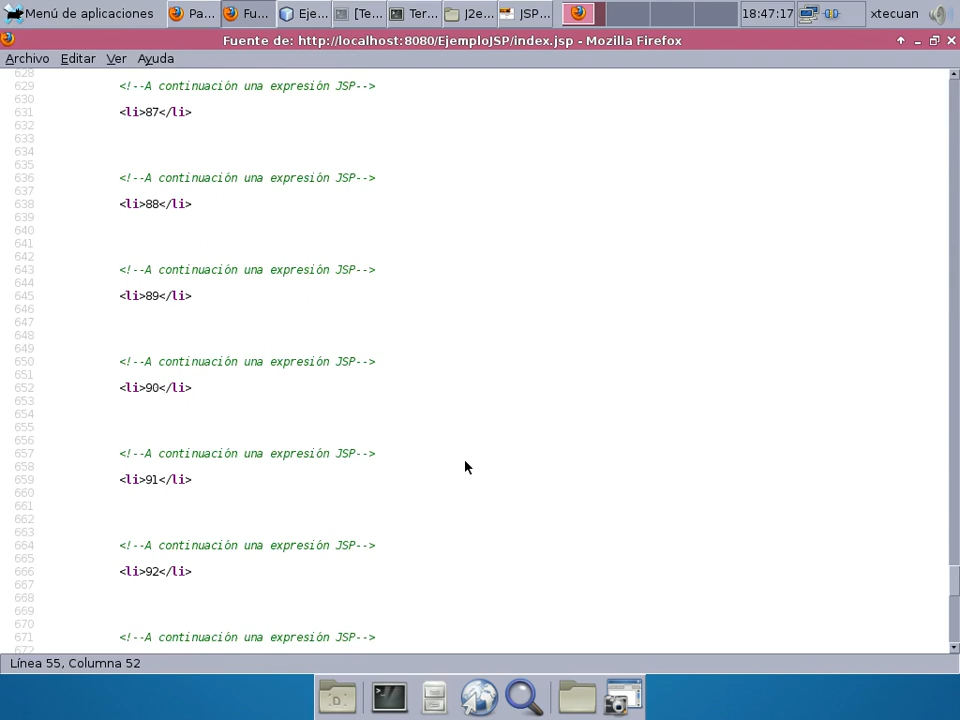 Menú de aplicaciones Pa... Fu... Eje... [Te... Ter... J2e... JSP... 18:47:17 xtecuan
Fuente de: http://localhost:8080/EjemploJSP/index.jsp - Mozilla Firefox
Archivo Editar Ver Ayuda
628
629 <!--A continuación una expresión JSP-->
630
631 <li>87</li>
632
633
634
635
636 <!--A continuación una expresión JSP-->
637
638 <li>88</li>
639
640
641
642
643 <!--A continuación una expresión JSP-->
644
645 <li>89</li>
646
647
648
649
650 <!--A continuación una expresión JSP-->
651
652 <li>90</li>
653
654
655
656
657 <!--A continuación una expresión JSP-->
658
659 <li>91</li>
660
661
662
663
664 <!--A continuación una expresión JSP-->
665
666 <li>92</li>
667
668
669
670
671 <!--A continuación una expresión JSP-->
672
Línea 55, Columna 52